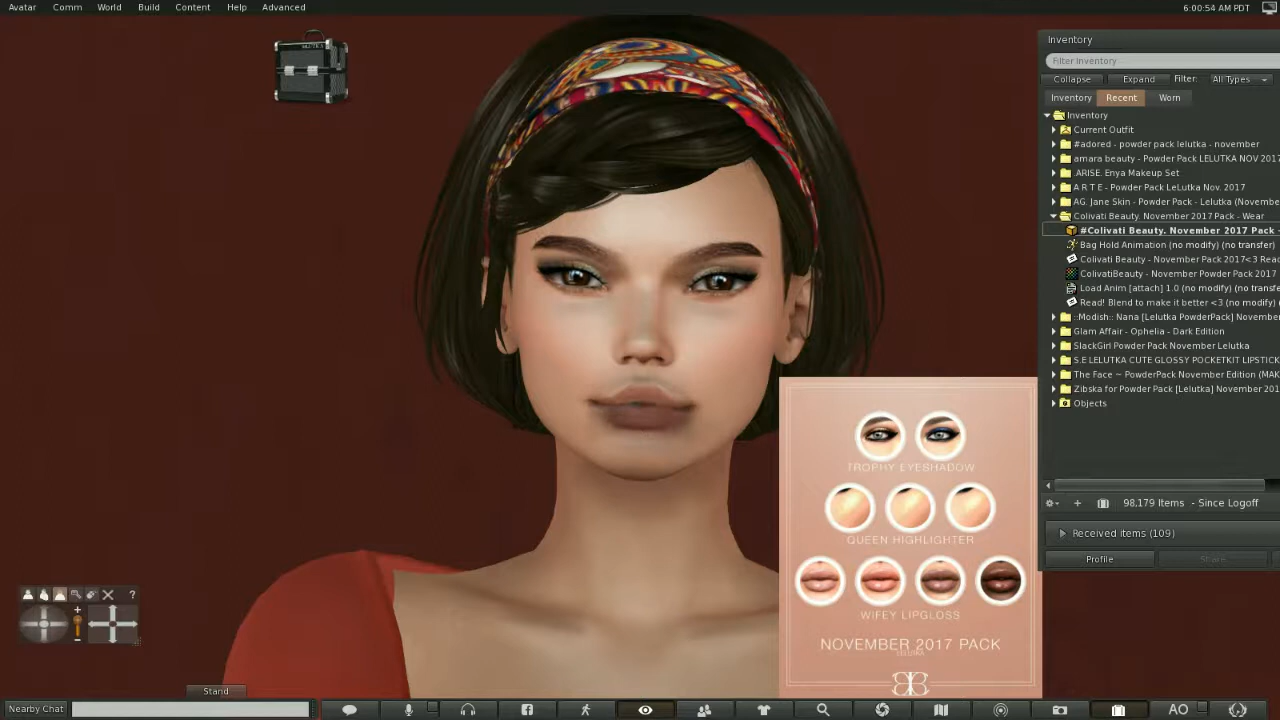 Avatar Comm World Build Content Help Advanced
6:00:54 AM PDT
LELUTKA
Inventory
Filter Inventory
Collapse Expand Filter: All Types
Inventory Recent Worn
Inventory
Current Outfit
#adored - powder pack lelutka - november
amara beauty - Powder Pack LELUTKA NOV 2017
.ARISE. Enya Makeup Set
A R T E - Powder Pack LeLutka Nov. 2017
AG. Jane Skin - Powder Pack - Lelutka (Novembe
Colivati Beauty. November 2017 Pack - Wear
#Colivati Beauty. November 2017 Pack -
Bag Hold Animation (no modify) (no transfer)
Colivati Beauty - November Pack 2017<3 Read
ColivatiBeauty - November Powder Pack 2017
Load Anim [attach] 1.0 (no modify) (no transfe
Read! Blend to make it better <3 (no modify) (
::Modish:: Nana [Lelutka PowderPack] November
Glam Affair - Ophelia - Dark Edition
SlackGirl Powder Pack November Lelutka
S.E LELUTKA CUTE GLOSSY POCKETKIT LIPSTICK
The Face ~ PowderPack November Edition (MAK
Zibska for Powder Pack [Lelutka] November 201
Objects
98,179 Items - Since Logoff
Received items (109)
Profile Share
TROPHY EYESHADOW
QUEEN HIGHLIGHTER
WIFEY LIPGLOSS
NOVEMBER 2017 PACK
LELUTKA
?
Stand
Nearby Chat
AO